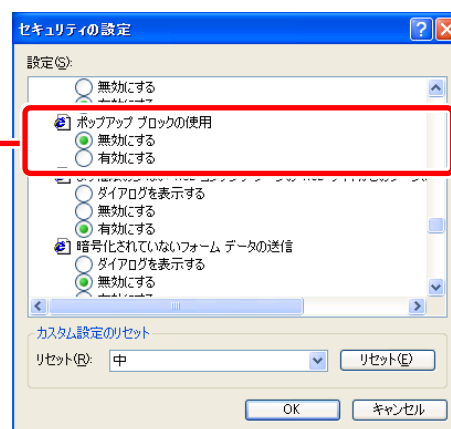 セキュリティの設定
設定(S):
無効にする
ポップアップ ブロックの使用
無効にする
有効にする
ダイアログを表示する
無効にする
有効にする
暗号化されていないフォーム データの送信
ダイアログを表示する
無効にする
カスタム設定のリセット
リセット(R): 中 リセット(E)
OK キャンセル